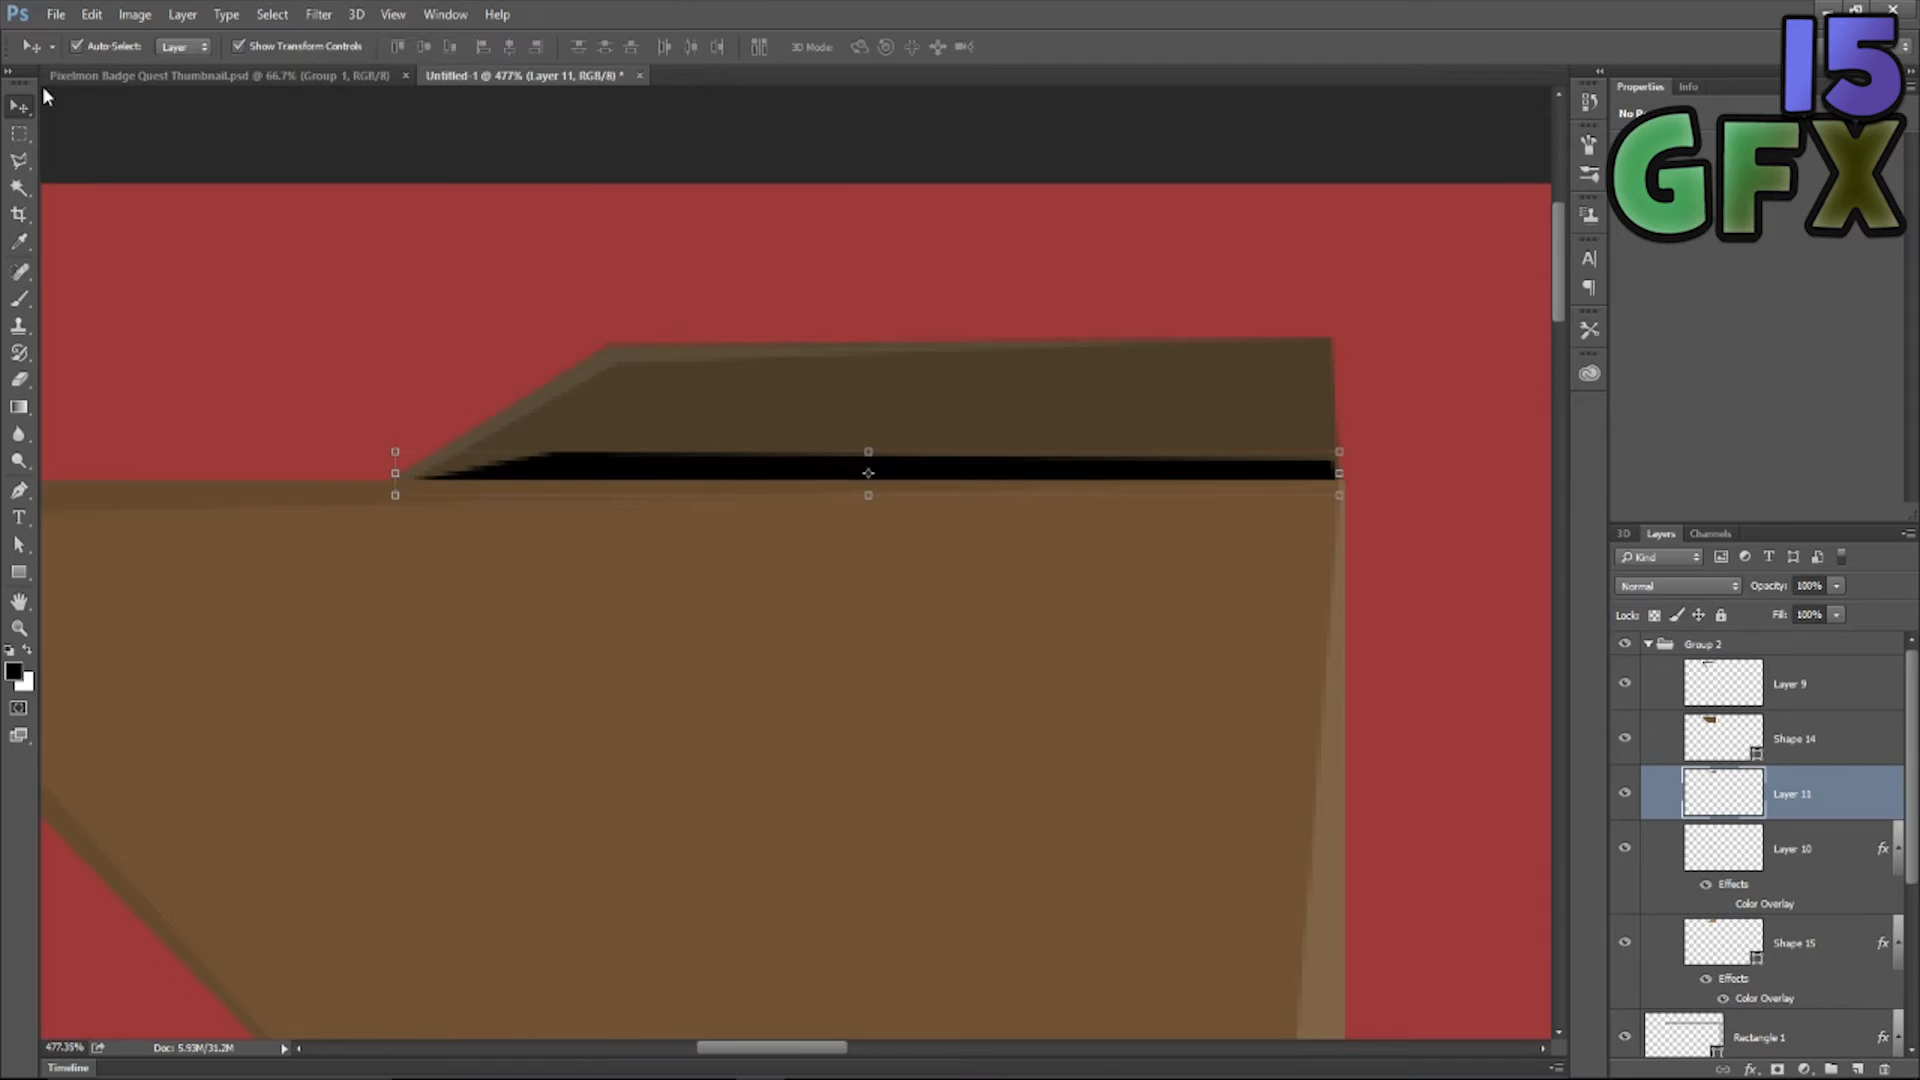 Ps File Edit Image Layer Type Select Filter 3D View Window Help
Auto-Select: Layer Show Transform Controls 3D Mode:
Pixelmon Badge Quest Thumbnail.psd @ 66.7% (Group 1, RGB/8) × Untitled-1 @ 477% (Layer 11, RGB/8) * ×
15
GFX
Properties Info
No P
3D Layers Channels
Kind
Normal Opacity: 100%
Lock: Fill: 100%
Group 2
Layer 9
Shape 14
Layer 11
Layer 10 fx
Effects
Color Overlay
Shape 15 fx
Effects
Color Overlay
Rectangle 1 fx
477.35% Doc: 5.93M/31.2M
Timeline